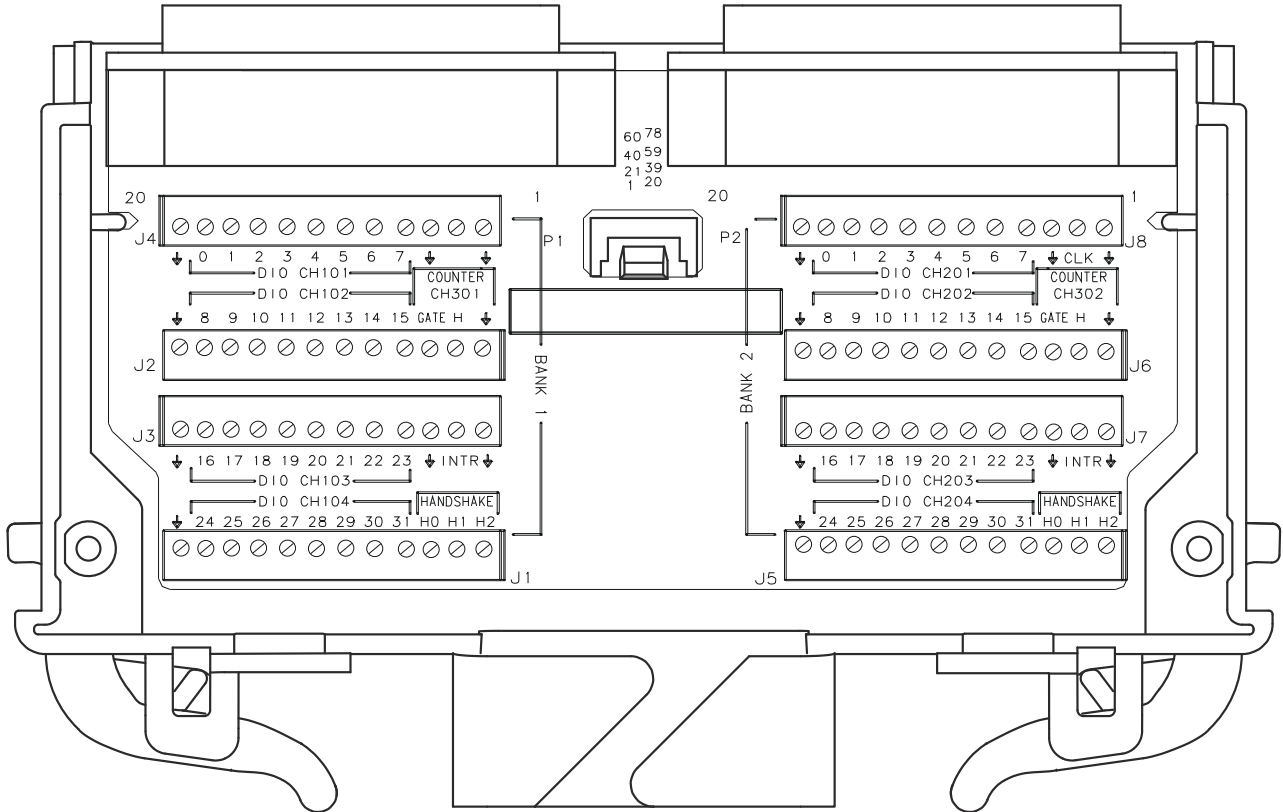 60 78
40 59
21 39
1 20
20 1 20 1
J4 P1 P2 J8
0 1 2 3 4 5 6 7 0 1 2 3 4 5 6 7 CLK
DIO CH101 COUNTER DIO CH201 COUNTER
DIO CH102 CH301 DIO CH202 CH302
8 9 10 11 12 13 14 15 GATE H 8 9 10 11 12 13 14 15 GATE H
J2 BANK 1 BANK 2 J6
J3 J7
16 17 18 19 20 21 22 23 INTR 16 17 18 19 20 21 22 23 INTR
DIO CH103 DIO CH203
DIO CH104 HANDSHAKE DIO CH204 HANDSHAKE
24 25 26 27 28 29 30 31 H0 H1 H2 24 25 26 27 28 29 30 31 H0 H1 H2
J1 J5